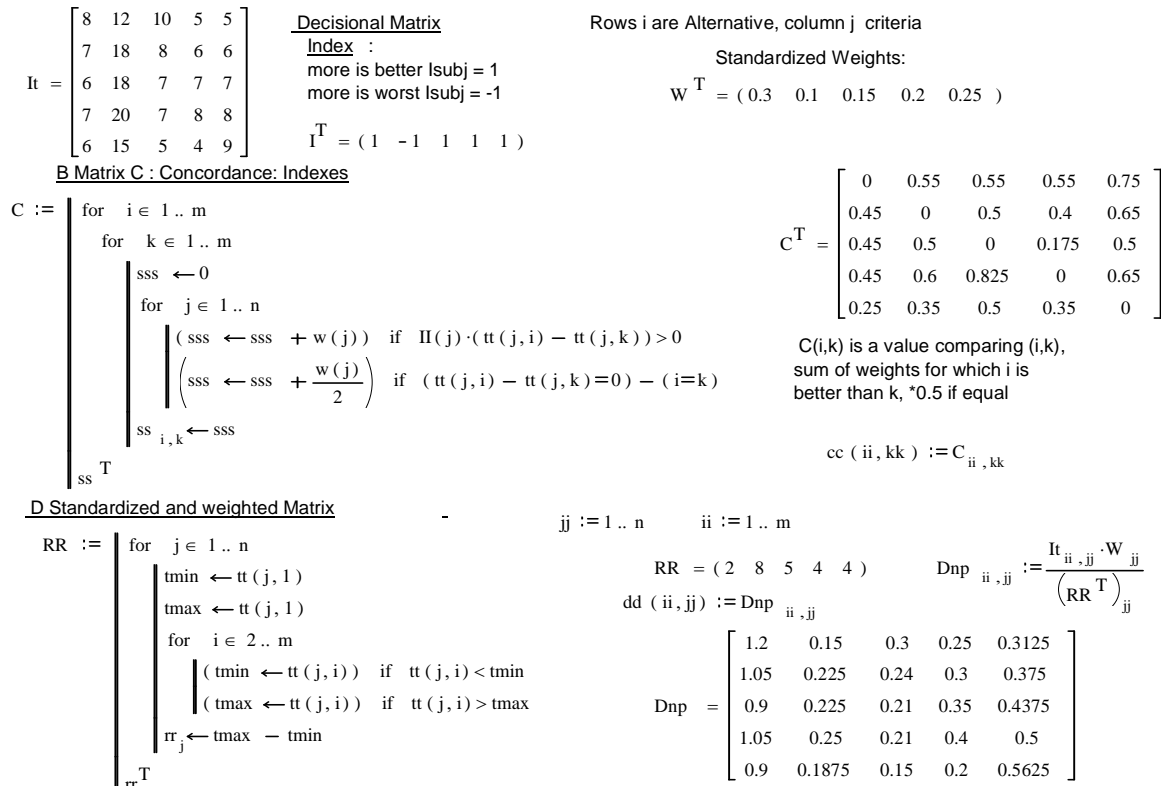 It = [ 8 12 10 5 5
7 18 8 6 6
6 18 7 7 7
7 20 7 8 8
6 15 5 4 9 ]
Decisional Matrix
Index :
more is better Isubj = 1
more is worst Isubj = -1
I^T = ( 1 -1 1 1 1 )
Rows i are Alternative, column j criteria
Standardized Weights:
W^T = ( 0.3 0.1 0.15 0.2 0.25 )
B Matrix C : Concordance: Indexes
C := for i ∈ 1 .. m
for k ∈ 1 .. m
sss ← 0
for j ∈ 1 .. n
( sss ← sss + w ( j ) ) if II ( j ) · ( tt ( j , i ) − tt ( j , k ) ) > 0
( sss ← sss + w ( j ) / 2 ) if ( tt ( j , i ) − tt ( j , k ) = 0 ) − ( i = k )
ss i , k ← sss
ss^T
C^T = [ 0 0.55 0.55 0.55 0.75
0.45 0 0.5 0.4 0.65
0.45 0.5 0 0.175 0.5
0.45 0.6 0.825 0 0.65
0.25 0.35 0.5 0.35 0 ]
C(i,k) is a value comparing (i,k),
sum of weights for which i is
better than k, *0.5 if equal
cc ( ii , kk ) := C ii , kk
D Standardized and weighted Matrix
-
RR := for j ∈ 1 .. n
tmin ← tt ( j , 1 )
tmax ← tt ( j , 1 )
for i ∈ 2 .. m
( tmin ← tt ( j , i ) ) if tt ( j , i ) < tmin
( tmax ← tt ( j , i ) ) if tt ( j , i ) > tmax
rr j ← tmax − tmin
rr^T
jj := 1 .. n ii := 1 .. m
RR = ( 2 8 5 4 4 )
Dnp ii , jj := It ii , jj · W jj / ( RR^T ) jj
dd ( ii , jj ) := Dnp ii , jj
Dnp = [ 1.2 0.15 0.3 0.25 0.3125
1.05 0.225 0.24 0.3 0.375
0.9 0.225 0.21 0.35 0.4375
1.05 0.25 0.21 0.4 0.5
0.9 0.1875 0.15 0.2 0.5625 ]